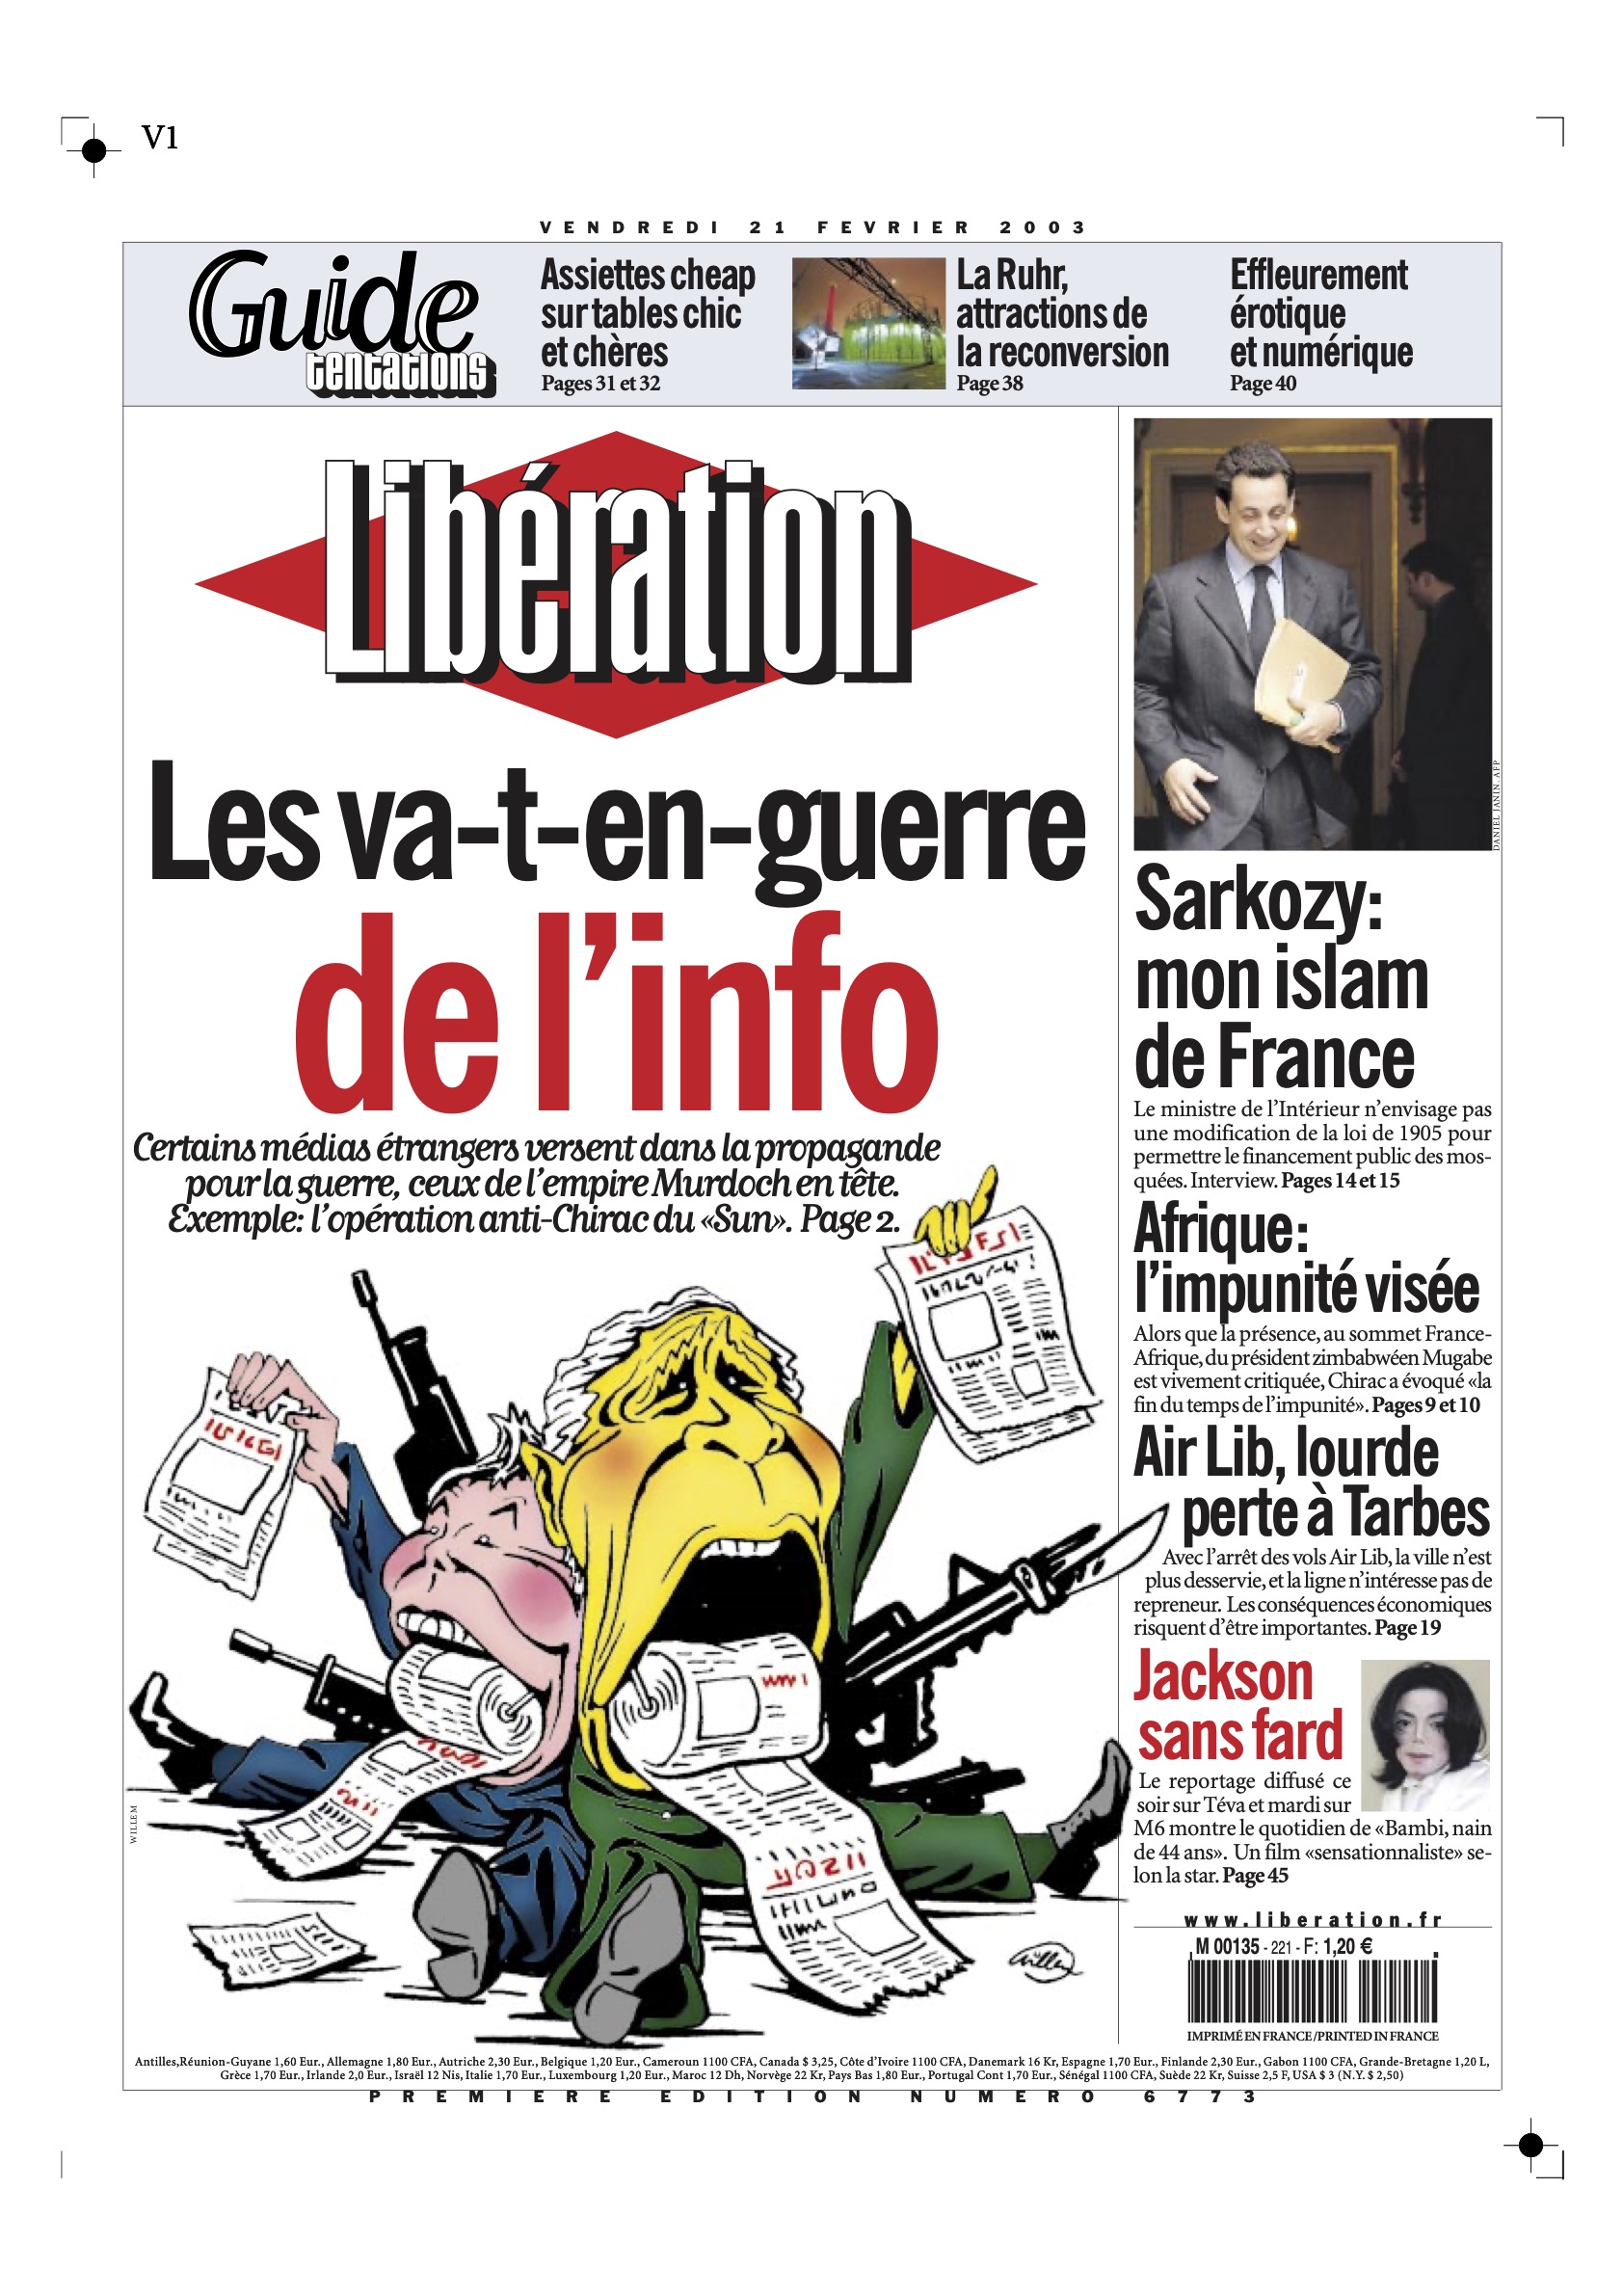 V1
VENDREDI 21 FEVRIER 2003
Guide
tentations
Assiettes cheap
sur tables chic
et chères
Pages 31 et 32
La Ruhr,
attractions de
la reconversion
Page 38
Effleurement
érotique
et numérique
Page 40
Libération
Les va-t-en-guerre
de l’info
Certains médias étrangers versent dans la propagande
pour la guerre, ceux de l’empire Murdoch en tête.
Exemple: l’opération anti-Chirac du «Sun». Page 2.
WILLEM
Willem
DANIEL JANIN. AFP
Sarkozy:
mon islam
de France
Le ministre de l’Intérieur n’envisage pas
une modification de la loi de 1905 pour
permettre le financement public des mos-
quées. Interview. Pages 14 et 15
Afrique:
l’impunité visée
Alors que la présence, au sommet France-
Afrique, du président zimbabwéen Mugabe
est vivement critiquée, Chirac a évoqué «la
fin du temps de l’impunité». Pages 9 et 10
Air Lib, lourde
perte à Tarbes
Avec l’arrêt des vols Air Lib, la ville n’est
plus desservie, et la ligne n’intéresse pas de
repreneur. Les conséquences économiques
risquent d’être importantes. Page 19
Jackson
sans fard
Le reportage diffusé ce
soir sur Téva et mardi sur
M6 montre le quotidien de «Bambi, nain
de 44 ans». Un film «sensationnaliste» se-
lon la star. Page 45
www.liberation.fr
M 00135 - 221 - F: 1,20 €
IMPRIMÉ EN FRANCE/PRINTED IN FRANCE
Antilles,Réunion-Guyane 1,60 Eur., Allemagne 1,80 Eur., Autriche 2,30 Eur., Belgique 1,20 Eur., Cameroun 1100 CFA, Canada $ 3,25, Côte d’Ivoire 1100 CFA, Danemark 16 Kr, Espagne 1,70 Eur., Finlande 2,30 Eur., Gabon 1100 CFA, Grande-Bretagne 1,20 L,
Grèce 1,70 Eur., Irlande 2,0 Eur., Israël 12 Nis, Italie 1,70 Eur., Luxembourg 1,20 Eur., Maroc 12 Dh, Norvège 22 Kr, Pays Bas 1,80 Eur., Portugal Cont 1,70 Eur., Sénégal 1100 CFA, Suède 22 Kr, Suisse 2,5 F, USA $ 3 (N.Y. $ 2,50)
PREMIERE EDITION NUMERO 6773